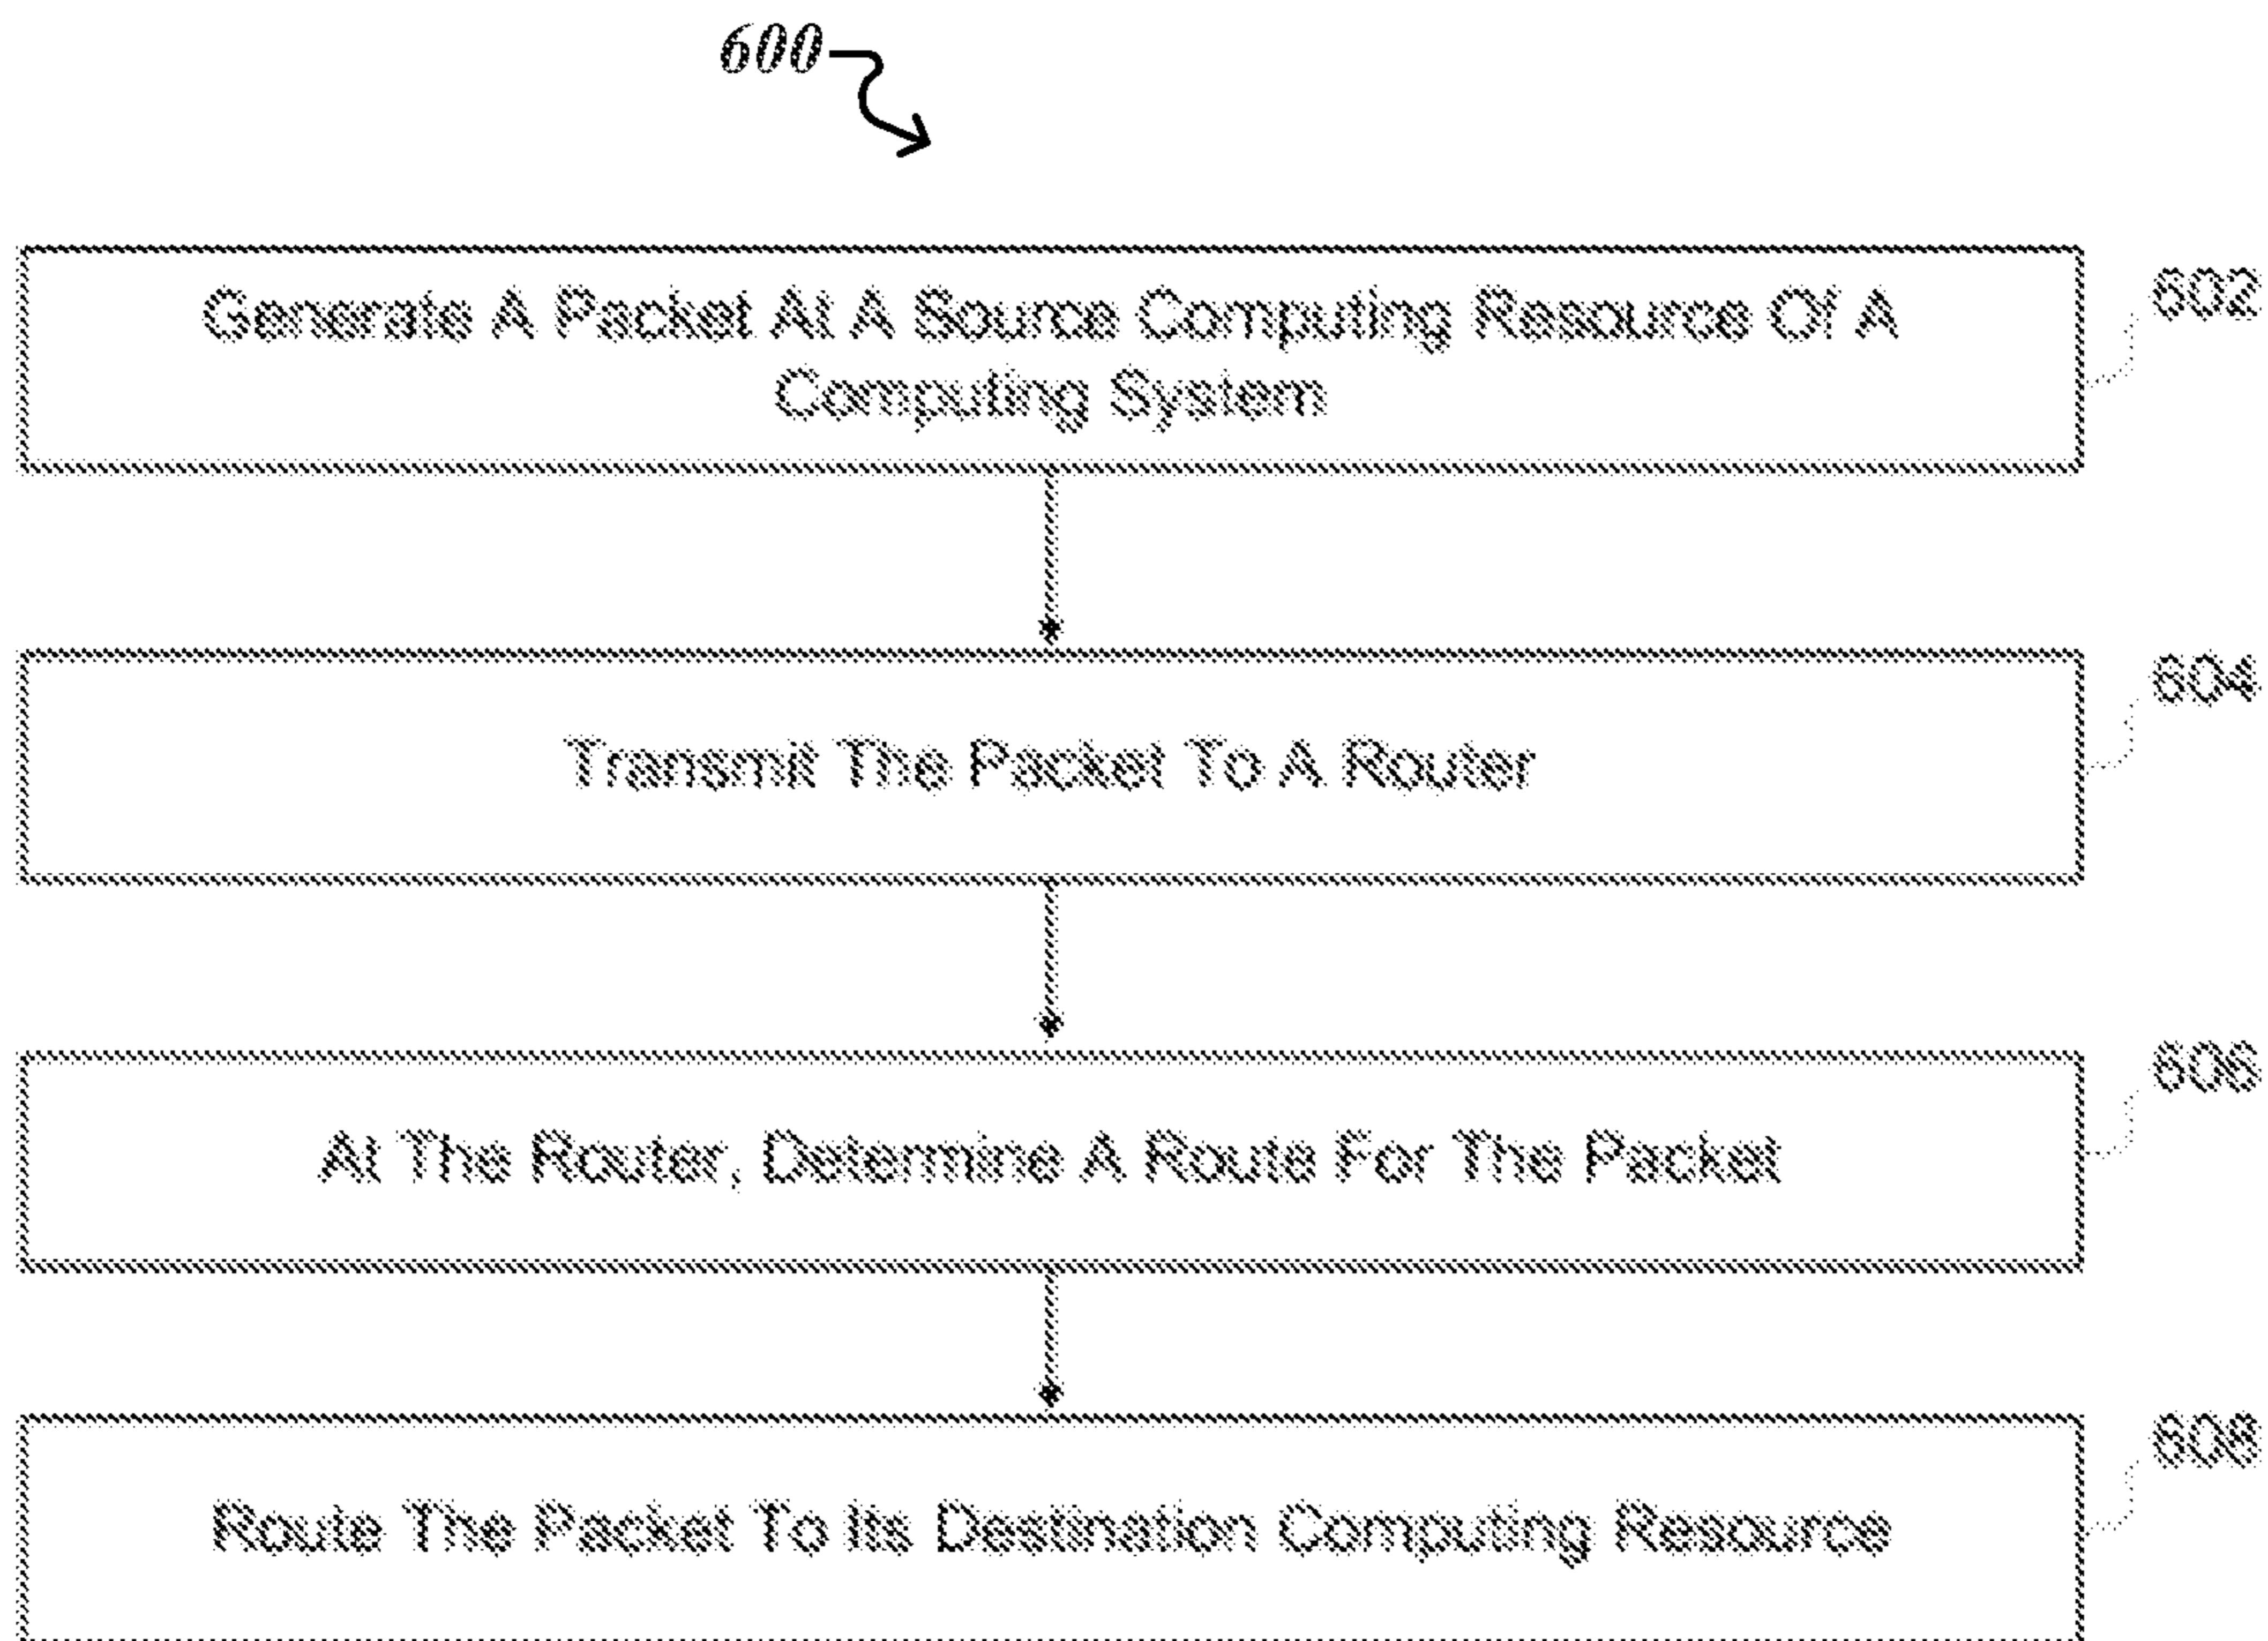 600
Generate A Packet At A Source Computing Resource Of A
Computing System
602
Transmit The Packet To A Router
604
At The Router, Determine A Route For The Packet
606
Route The Packet To Its Destination Computing Resource
608